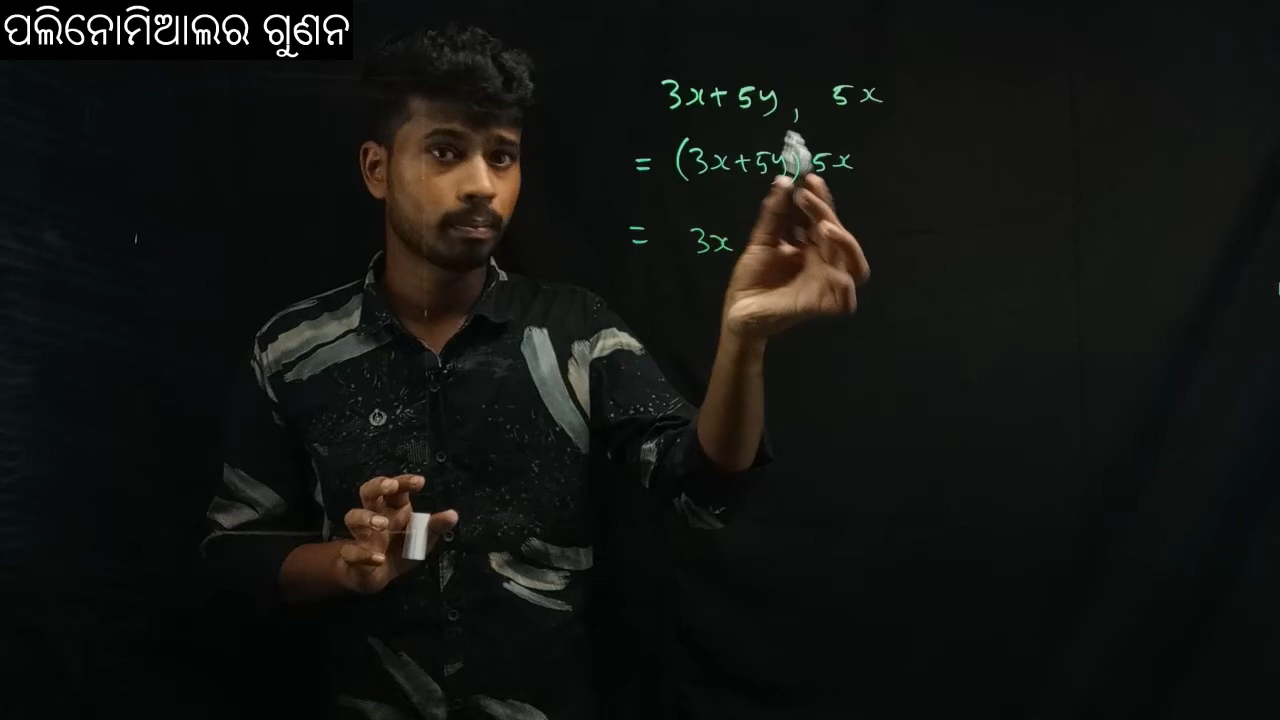 ପଲିନୋମିଆଲର ଗୁଣନ
3x+5y, 5x
= (3x+5y) 5x
= 3x